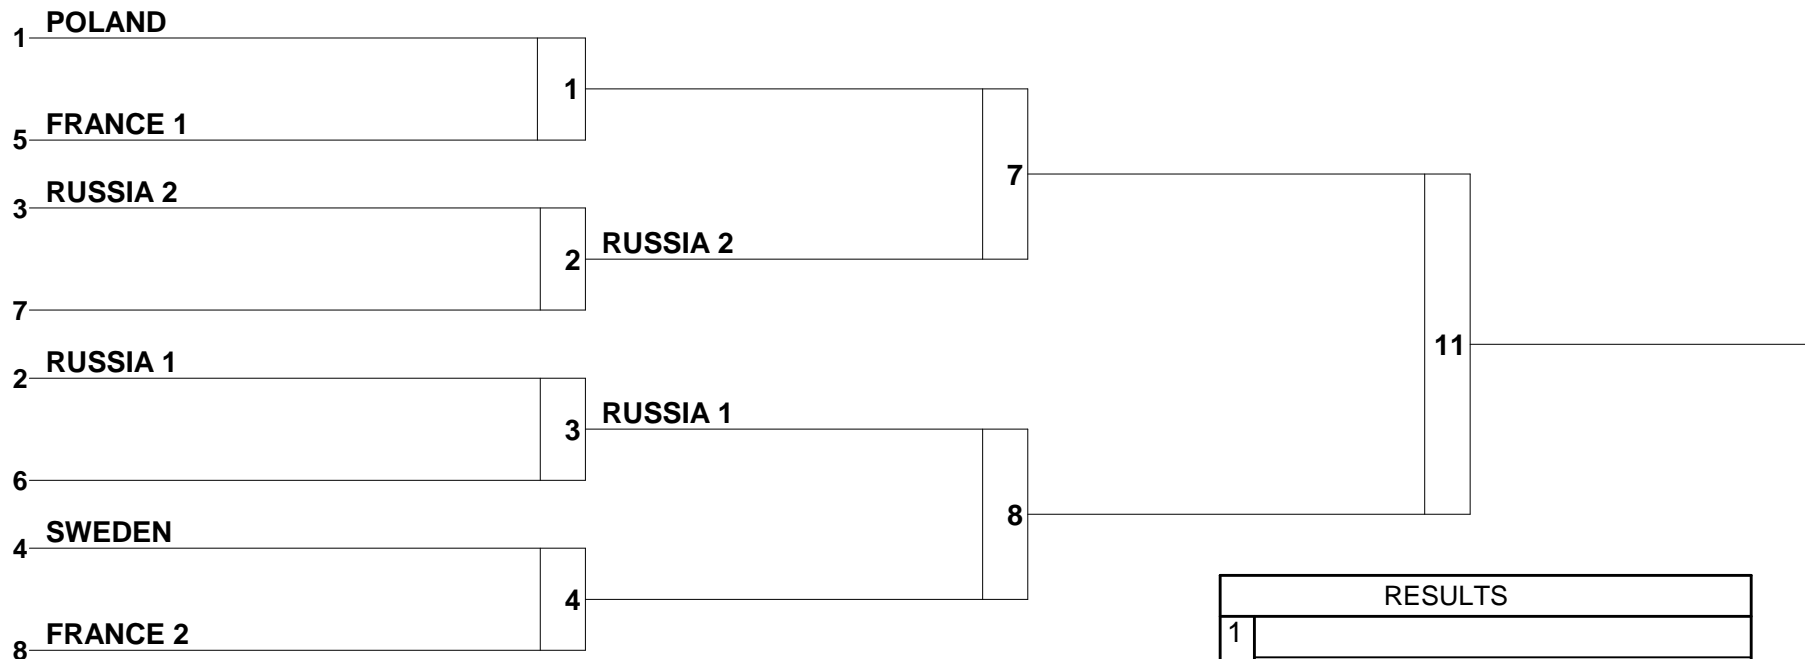 1 POLAND
1
5 FRANCE 1
7
3 RUSSIA 2
2 RUSSIA 2
7
11
2 RUSSIA 1
3 RUSSIA 1
6
8
4 SWEDEN
4
8 FRANCE 2
RESULTS
1